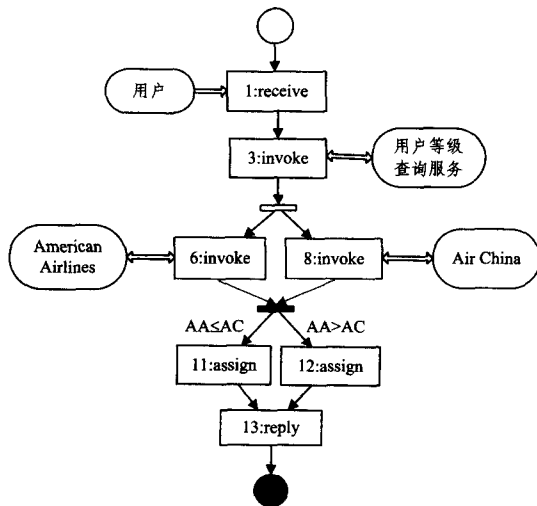 用户
1:receive
3:invoke
用户等级
查询服务
American
Airlines
6:invoke
8:invoke
Air China
AA≤AC
AA>AC
11:assign
12:assign
13:reply